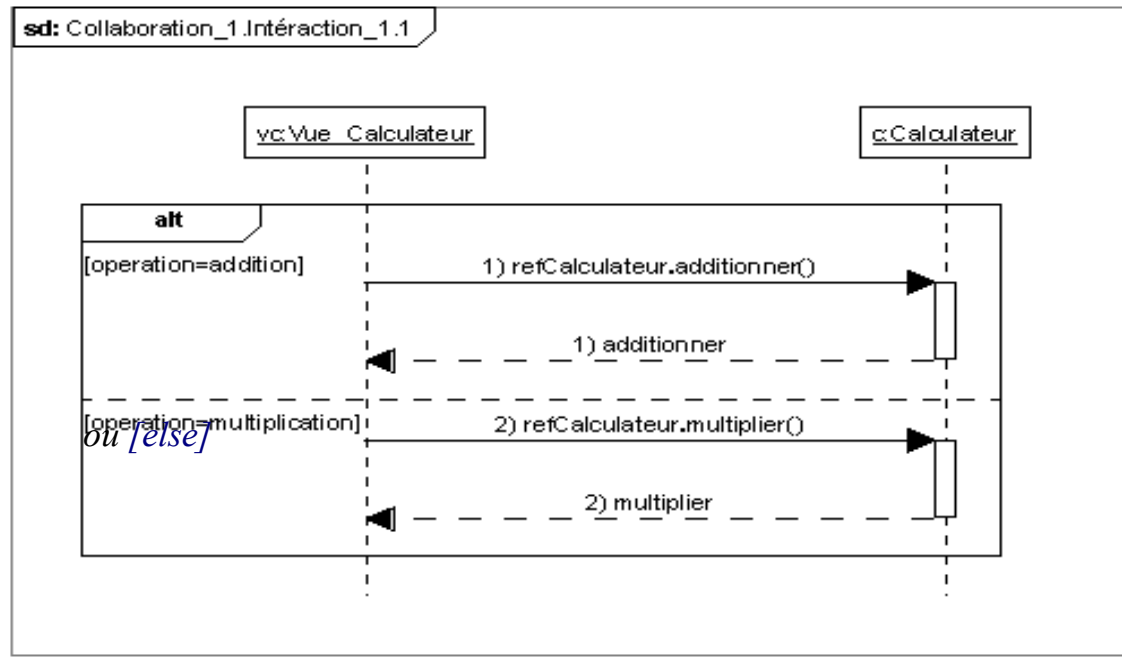 sd: Collaboration_1.Intéraction_1.1
vc:Vue_Calculateur
c:Calculateur
alt
[operation=addition]
1) refCalculateur.additionner()
1) additionner
[operation=multiplication]
2) refCalculateur.multiplier()
ou [else]
2) multiplier